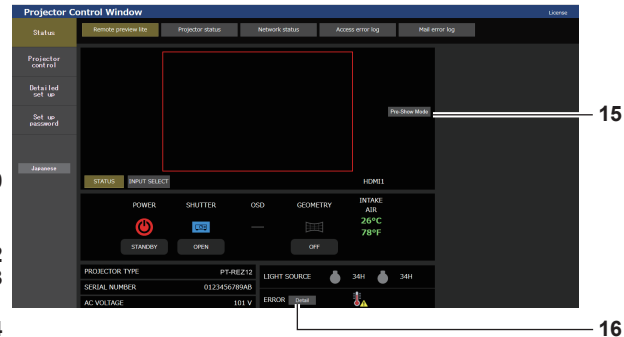 Projector Control Window
License
Status
Remote preview lite
Projector status
Network status
Access error log
Mail error log
Projector
control
Detailed
set up
Set up
password
Japanese
Pre-Show Mode
15
STATUS
INPUT SELECT
HDMI1
POWER
SHUTTER
OSD
GEOMETRY
INTAKE
AIR
26°C
78°F
STANDBY
OPEN
OFF
PROJECTOR TYPE
PT-REZ12
SERIAL NUMBER
0123456789AB
AC VOLTAGE
101 V
LIGHT SOURCE
34H
34H
ERROR
Detail
16